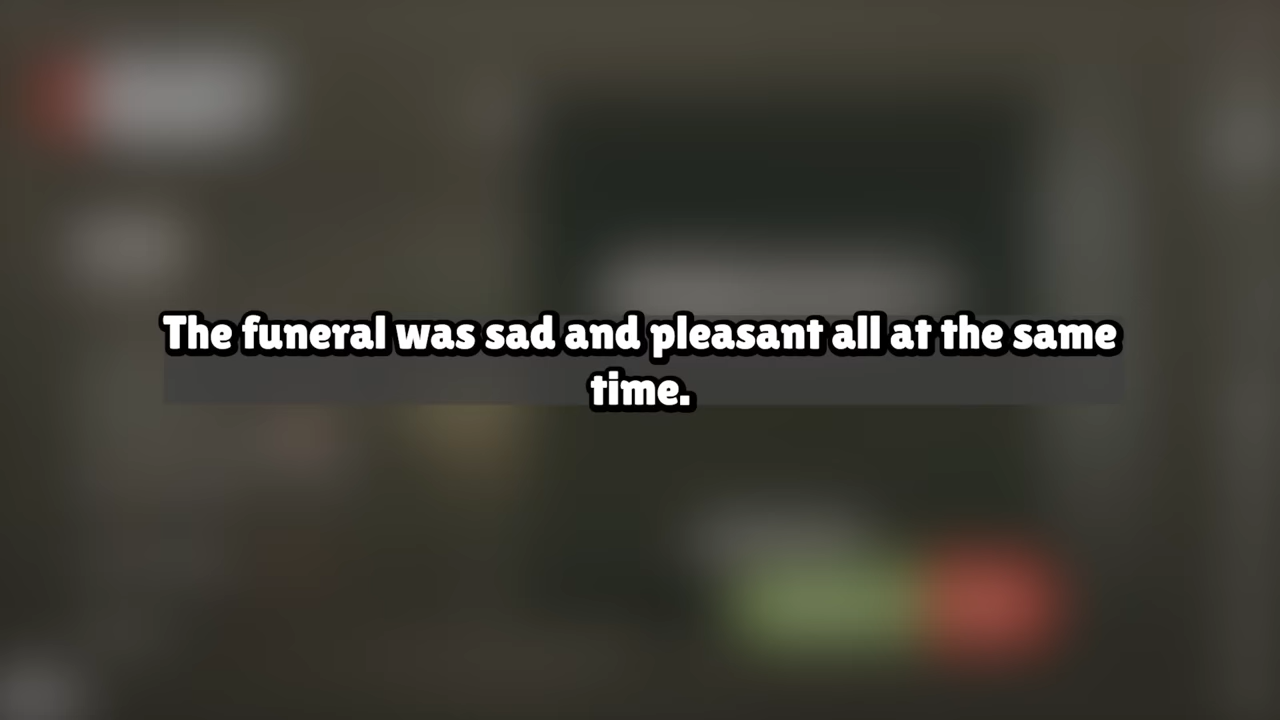 The funeral was sad and pleasant all at the same
time.